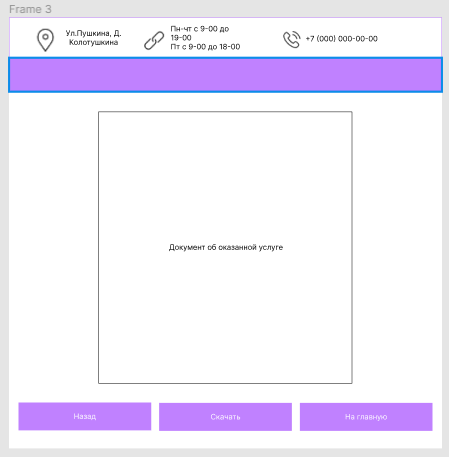 Frame 3
Ул.Пушкина, Д.
Колотушкина
Пн-чт с 9-00 до
19-00
Пт с 9-00 до 18-00
+7 (000) 000-00-00
Документ об оказанной услуге
Назад
Скачать
На главную